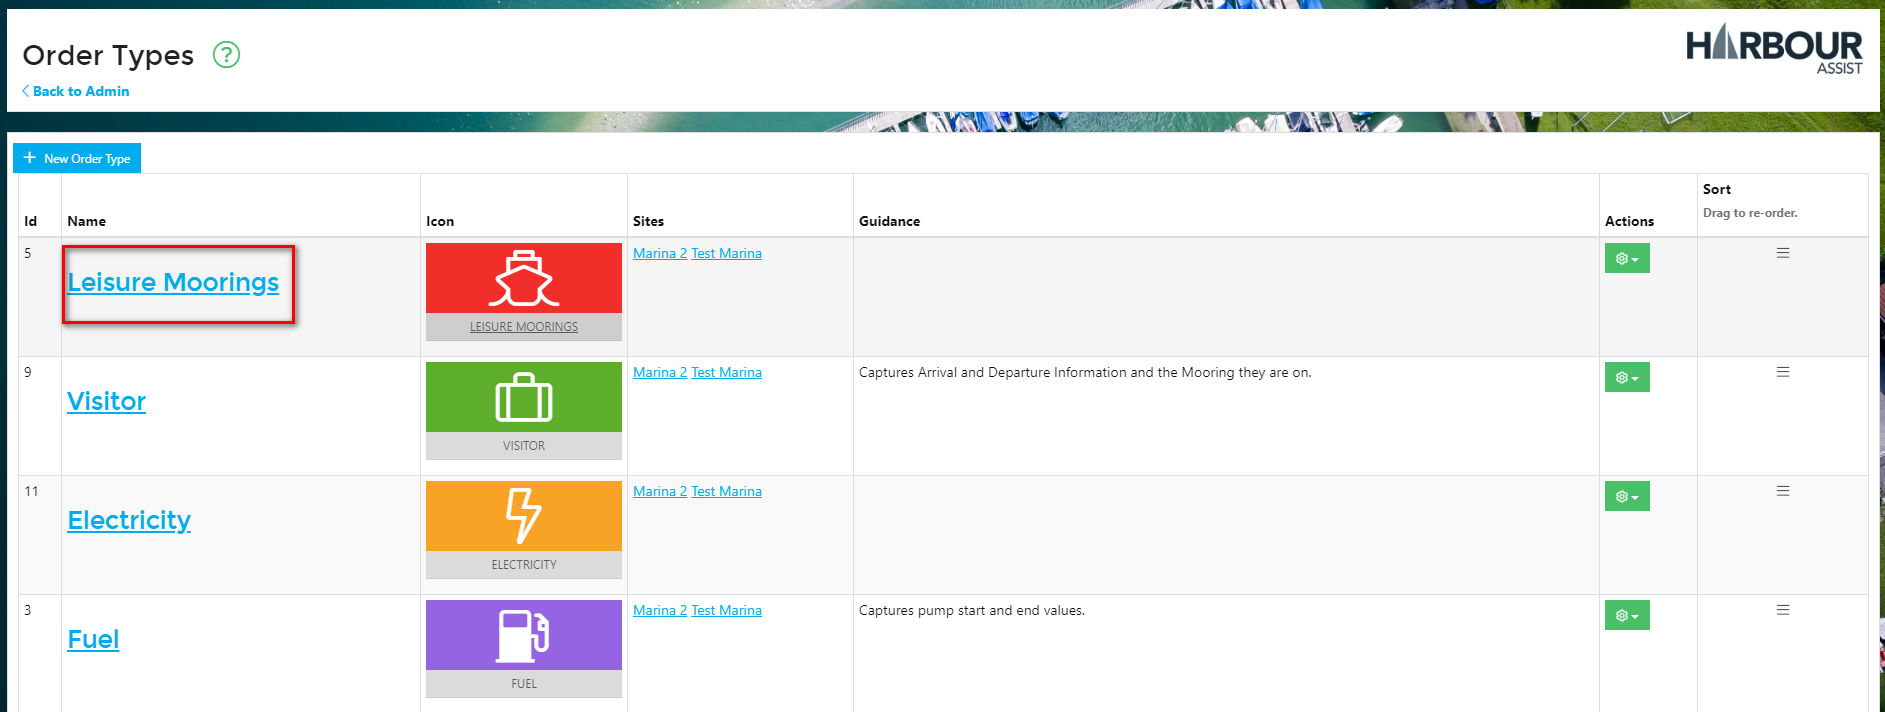 Order Types ?
Back to Admin
HARBOUR
ASSIST
+ New Order Type
Id Name Icon Sites Guidance Actions Sort
Drag to re-order.
5 Leisure Moorings LEISURE MOORINGS Marina 2 Test Marina
9 Visitor VISITOR Marina 2 Test Marina Captures Arrival and Departure Information and the Mooring they are on.
11 Electricity ELECTRICITY Marina 2 Test Marina
3 Fuel FUEL Marina 2 Test Marina Captures pump start and end values.